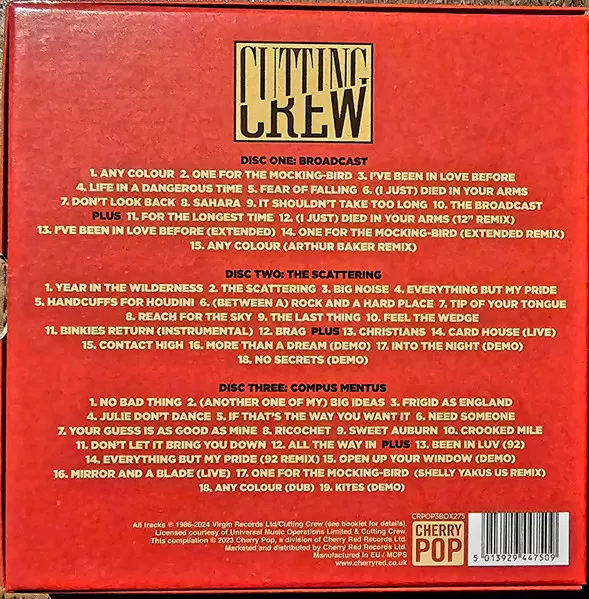 CUTTING
CREW
DISC ONE: BROADCAST
1. ANY COLOUR 2. ONE FOR THE MOCKING-BIRD 3. I'VE BEEN IN LOVE BEFORE
4. LIFE IN A DANGEROUS TIME 5. FEAR OF FALLING 6. (I JUST) DIED IN YOUR ARMS
7. DON'T LOOK BACK 8. SAHARA 9. IT SHOULDN'T TAKE TOO LONG 10. THE BROADCAST
PLUS 11. FOR THE LONGEST TIME 12. (I JUST) DIED IN YOUR ARMS (12" REMIX)
13. I'VE BEEN IN LOVE BEFORE (EXTENDED) 14. ONE FOR THE MOCKING-BIRD (EXTENDED REMIX)
15. ANY COLOUR (ARTHUR BAKER REMIX)
DISC TWO: THE SCATTERING
1. YEAR IN THE WILDERNESS 2. THE SCATTERING 3. BIG NOISE 4. EVERYTHING BUT MY PRIDE
5. HANDCUFFS FOR HOUDINI 6. (BETWEEN A) ROCK AND A HARD PLACE 7. TIP OF YOUR TONGUE
8. REACH FOR THE SKY 9. THE LAST THING 10. FEEL THE WEDGE
11. BINKIES RETURN (INSTRUMENTAL) 12. BRAG PLUS 13. CHRISTIANS 14. CARD HOUSE (LIVE)
15. CONTACT HIGH 16. MORE THAN A DREAM (DEMO) 17. INTO THE NIGHT (DEMO)
18. NO SECRETS (DEMO)
DISC THREE: COMPUS MENTUS
1. NO BAD THING 2. (ANOTHER ONE OF MY) BIG IDEAS 3. FRIGID AS ENGLAND
4. JULIE DON'T DANCE 5. IF THAT'S THE WAY YOU WANT IT 6. NEED SOMEONE
7. YOUR GUESS IS AS GOOD AS MINE 8. RICOCHET 9. SWEET AUBURN 10. CROOKED MILE
11. DON'T LET IT BRING YOU DOWN 12. ALL THE WAY IN PLUS 13. BEEN IN LUV (92)
14. EVERYTHING BUT MY PRIDE (92 REMIX) 15. OPEN UP YOUR WINDOW (DEMO)
16. MIRROR AND A BLADE (LIVE) 17. ONE FOR THE MOCKING-BIRD (SHELLY YAKUS US REMIX)
18. ANY COLOUR (DUB) 19. KITES (DEMO)
All tracks ℗ 1986-2024 Virgin Records Ltd/Cutting Crew (see booklet for details).
Licensed courtesy of Universal Music Operations Limited & Cutting Crew.
This compilation © 2023 Cherry Pop, a division of Cherry Red Records Ltd.
Marketed and distributed by Cherry Red Records Ltd.
Manufactured in EU / MCPS
www.cherryred.co.uk
CRPOP3BOX275
CHERRY
POP
5 013929 447509